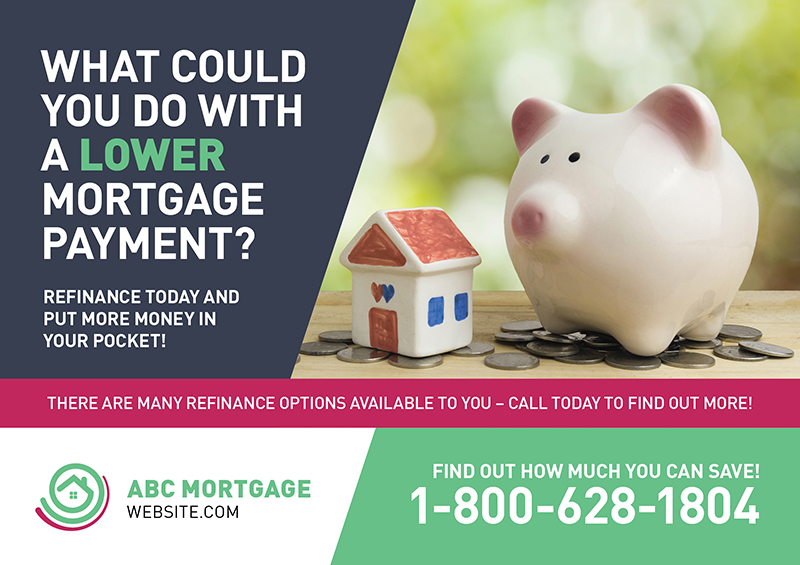 WHAT COULD
YOU DO WITH
A LOWER
MORTGAGE
PAYMENT?
REFINANCE TODAY AND
PUT MORE MONEY IN
YOUR POCKET!
THERE ARE MANY REFINANCE OPTIONS AVAILABLE TO YOU – CALL TODAY TO FIND OUT MORE!
ABC MORTGAGE
WEBSITE.COM
FIND OUT HOW MUCH YOU CAN SAVE!
1-800-628-1804